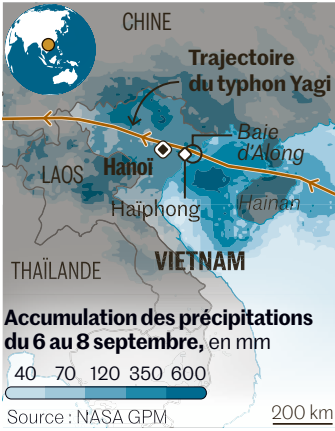 CHINE
Trajectoire
du typhon Yagi
Baie
d'Along
Hanoï
LAOS
Haïphong
Hainan
THAÏLANDE
VIETNAM
Accumulation des précipitations
du 6 au 8 septembre, en mm
40 70 120 350 600
Source : NASA GPM
200 km